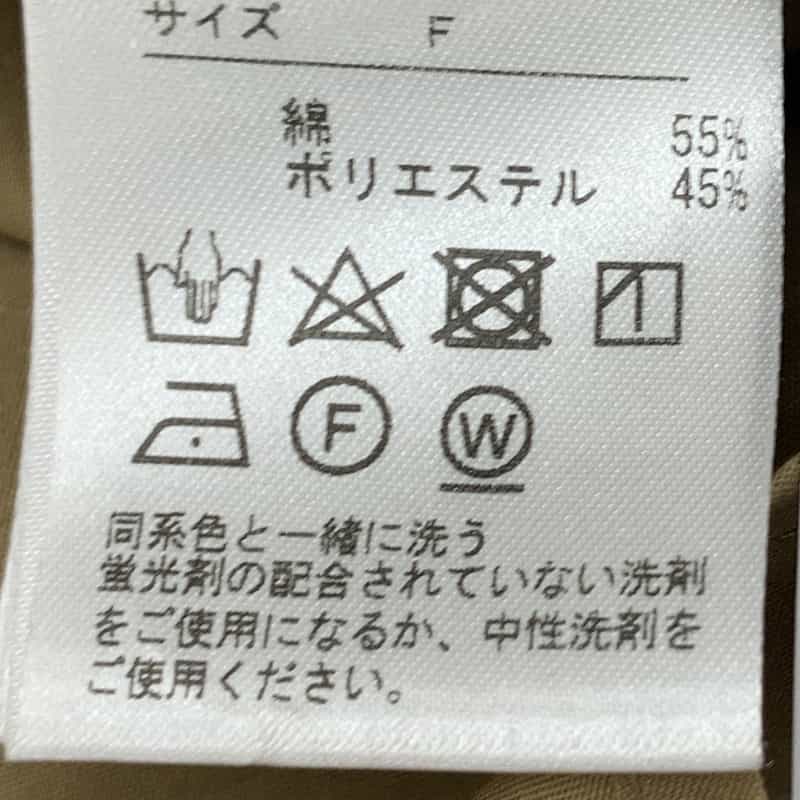 サイズ F
綿 55%
ポリエステル 45%
F W
同系色と一緒に洗う
蛍光剤の配合されていない洗剤
をご使用になるか、中性洗剤を
ご使用ください。